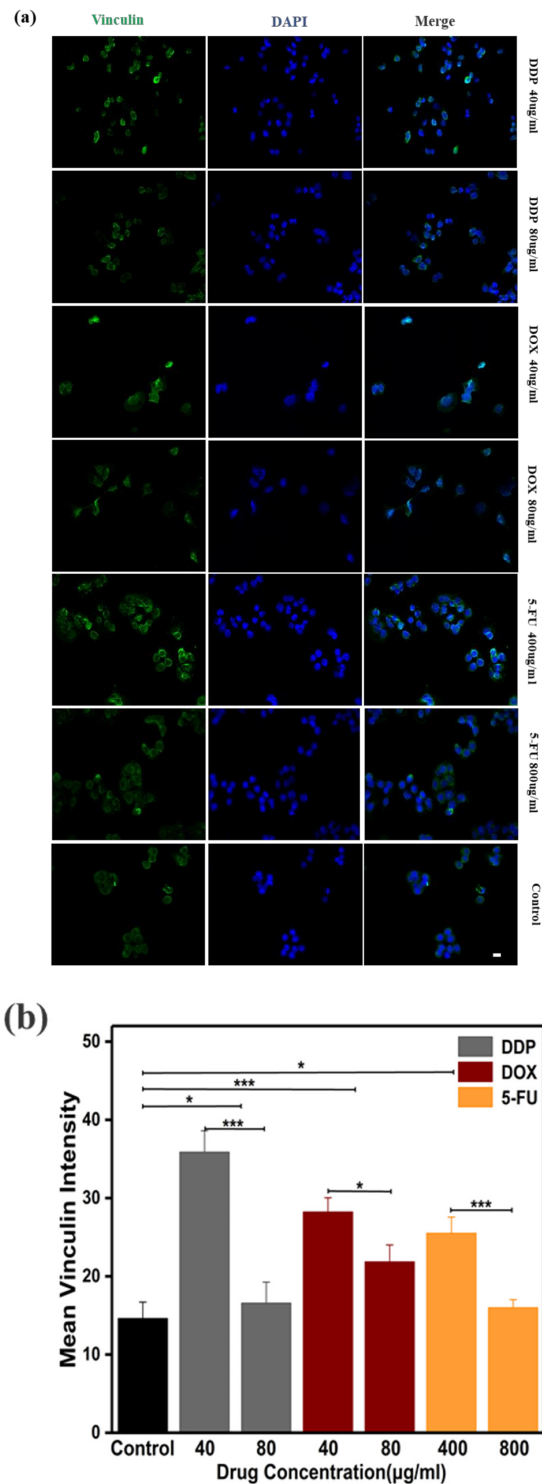 (a)
Vinculin DAPI Merge
DDP 40ug/ml
DDP 80ug/ml
DOX 40ug/ml
DOX 80ug/ml
5-FU 400ug/ml
5-FU 800ug/ml
Control
(b)
50
40
30
20
10
0
Mean Vinculin Intensity
DDP
DOX
5-FU
*
***
*
***
*
***
Control 40 80 40 80 400 800
Drug Concentration(μg/ml)